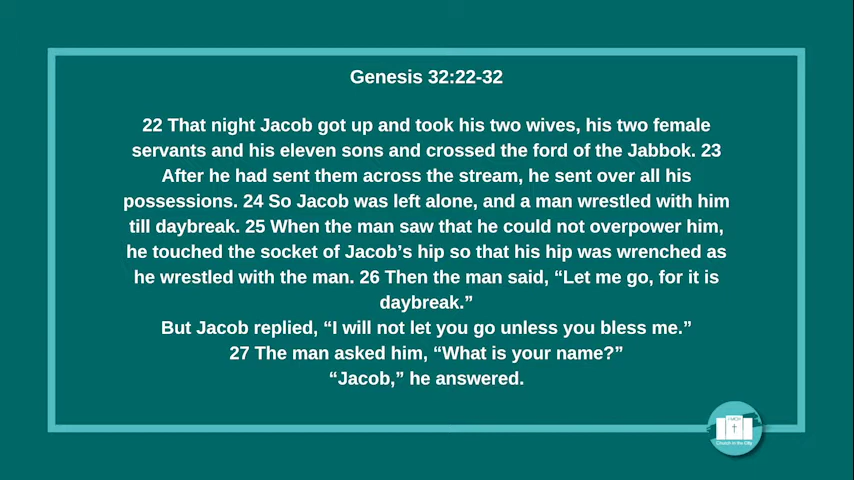 Genesis 32:22-32
22 That night Jacob got up and took his two wives, his two female
servants and his eleven sons and crossed the ford of the Jabbok. 23
After he had sent them across the stream, he sent over all his
possessions. 24 So Jacob was left alone, and a man wrestled with him
till daybreak. 25 When the man saw that he could not overpower him,
he touched the socket of Jacob’s hip so that his hip was wrenched as
he wrestled with the man. 26 Then the man said, “Let me go, for it is
daybreak.”
But Jacob replied, “I will not let you go unless you bless me.”
27 The man asked him, “What is your name?”
“Jacob,” he answered.
Church in the City